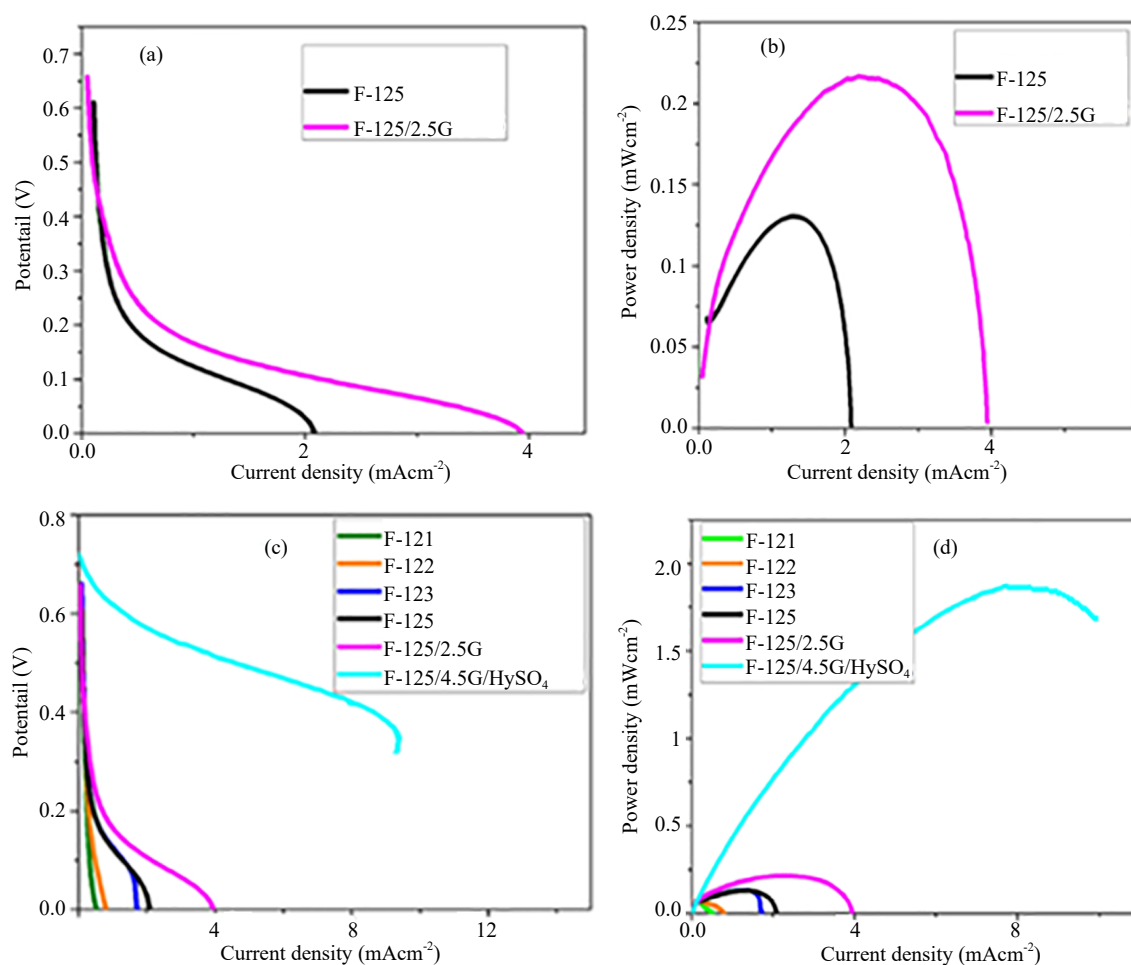 (a)
F-125
F-125/2.5G
0.7
0.6
0.5
0.4
0.3
0.2
0.1
0.0
Potentail (V)
0.0
2
4
Current density (mAcm-2)
(b)
F-125
F-125/2.5G
0.25
0.2
0.15
0.1
0.05
0.0
Power density (mWcm-2)
0.0
2
4
Current density (mAcm-2)
(c)
F-121
F-122
F-123
F-125
F-125/2.5G
F-125/4.5G/HySO4
0.8
0.6
0.4
0.2
0.0
Potentail (V)
0.0
4
8
12
Current density (mAcm-2)
(d)
F-121
F-122
F-123
F-125
F-125/2.5G
F-125/4.5G/HySO4
2.0
1.5
1
0.5
0.0
Power density (mWcm-2)
0.0
4
8
Current density (mAcm-2)